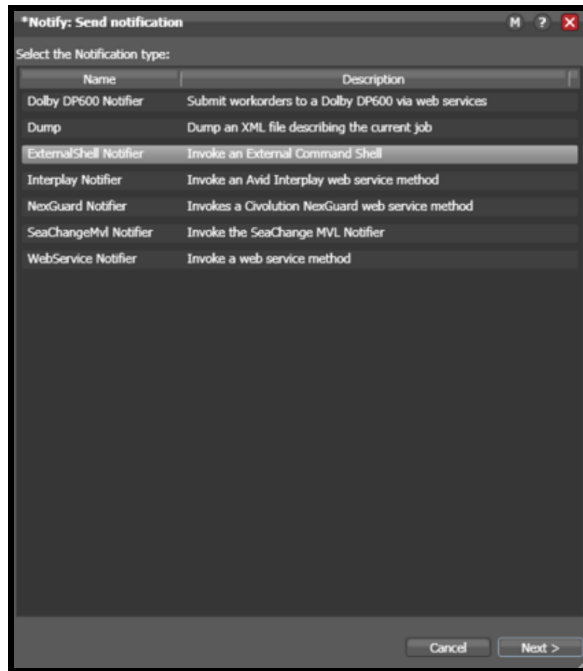 *Notify: Send notification M ? X
Select the Notification type:
Name Description
Dolby DP600 Notifier Submit workorders to a Dolby DP600 via web services
Dump Dump an XML file describing the current job
ExternalShell Notifier Invoke an External Command Shell
Interplay Notifier Invoke an Avid Interplay web service method
NexGuard Notifier Invokes a Civolution NexGuard web service method
SeaChangeMvl Notifier Invoke the SeaChange MVL Notifier
WebService Notifier Invoke a web service method
Cancel Next >